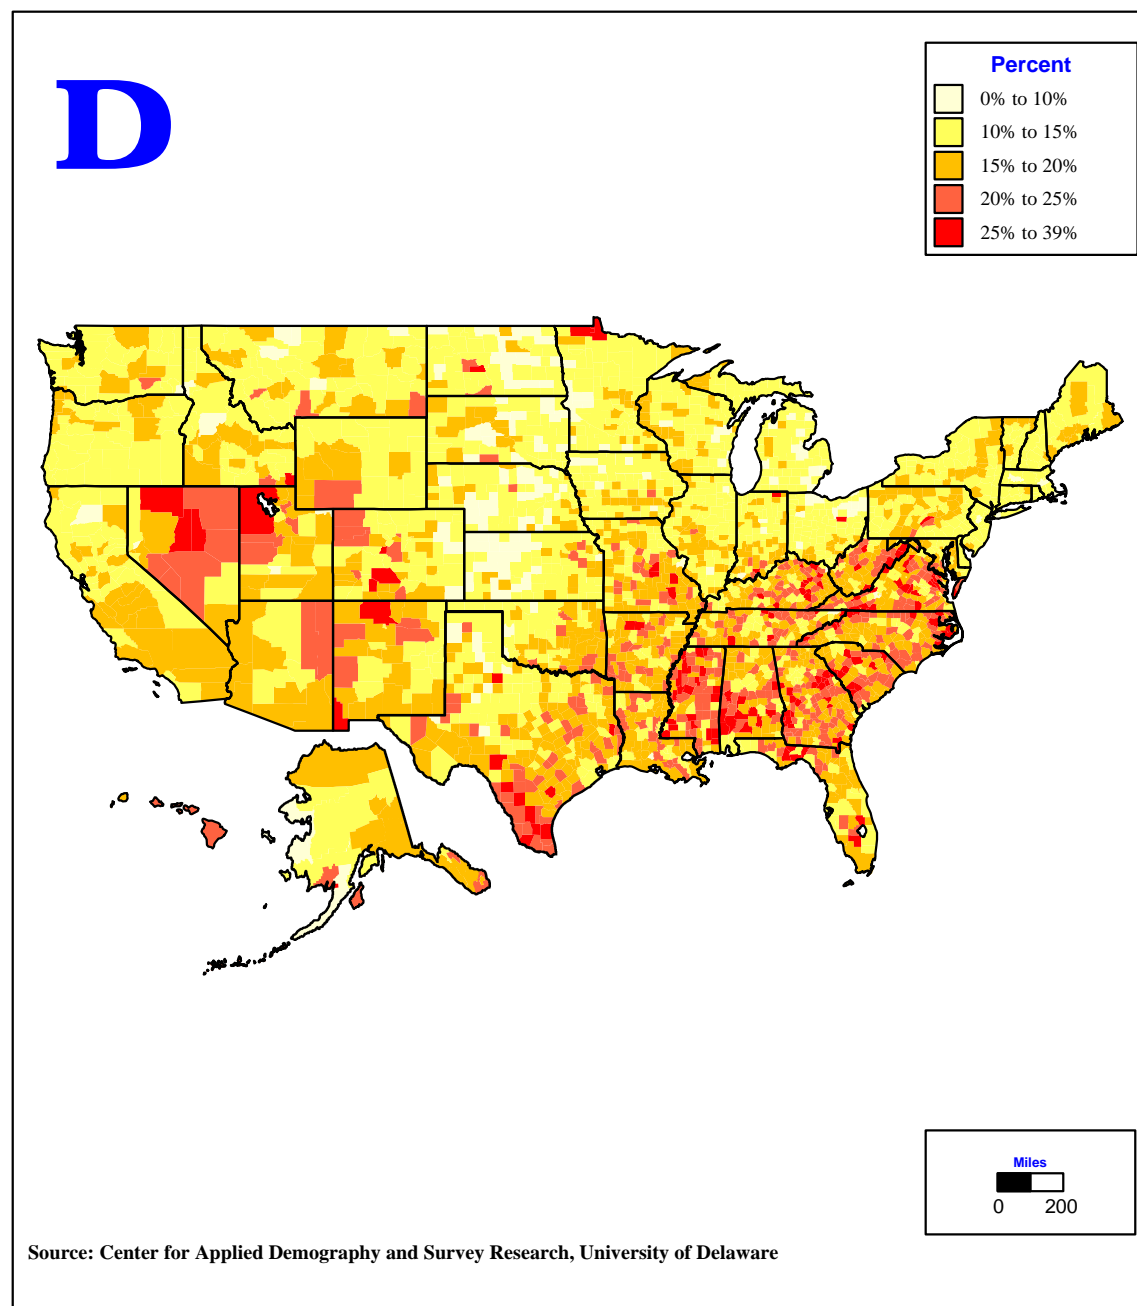 D
Percent
0% to 10%
10% to 15%
15% to 20%
20% to 25%
25% to 39%
Miles
0 200
Source: Center for Applied Demography and Survey Research, University of Delaware